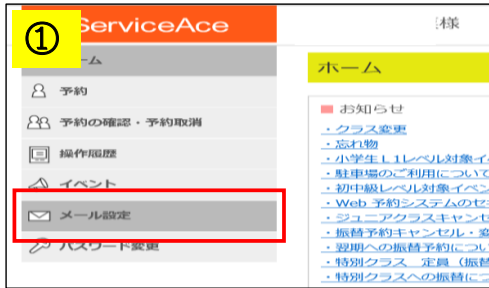 ①
ServiceAce
様
ーム
ホーム
予約
予約の確認・予約取消
操作履歴
イベント
メール設定
パスワード変更
■ お知らせ
・クラス変更
・忘れ物
・小学生L1レベル対象イ
・駐車場のご利用について
・初中級レベル対象イベン
・Web 予約システムのセ
・ジュニアクラスキャンセ
・振替予約キャンセル・変
・翌期への振替予約につい
・特別クラス 定員（振替
・特別クラスへの振替につ